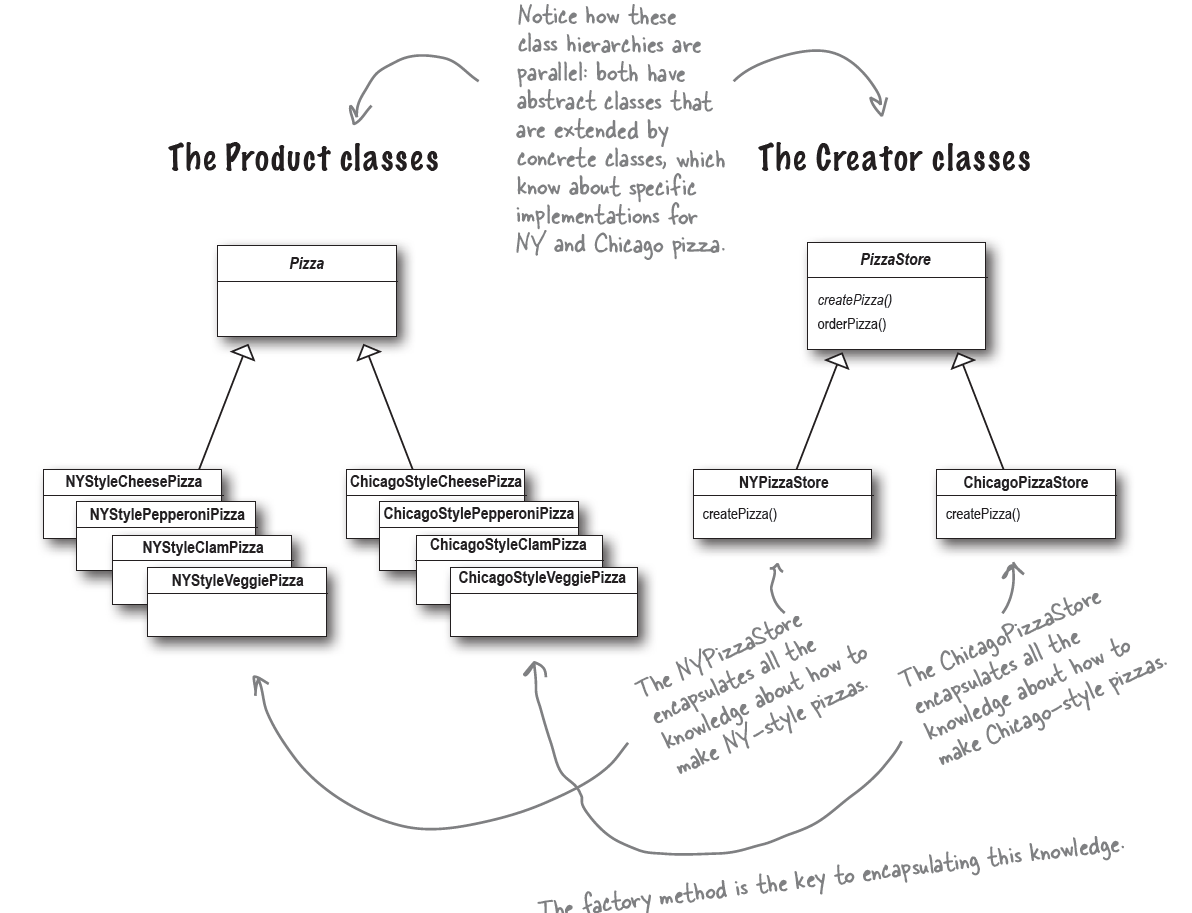 Notice how these
class hierarchies are
parallel: both have
abstract classes that
are extended by
concrete classes, which
know about specific
implementations for
NY and Chicago pizza.
The Product classes
The Creator classes
Pizza
PizzaStore
createPizza()
orderPizza()
NYStyleCheesePizza
NYStylePepperoniPizza
NYStyleClamPizza
NYStyleVeggiePizza
ChicagoStyleCheesePizza
ChicagoStylePepperoniPizza
ChicagoStyleClamPizza
ChicagoStyleVeggiePizza
NYPizzaStore
createPizza()
ChicagoPizzaStore
createPizza()
The NYPizzaStore
encapsulates all the
knowledge about how to
make NY-style pizzas.
The ChicagoPizzaStore
encapsulates all the
knowledge about how to
make Chicago-style pizzas.
The factory method is the key to encapsulating this knowledge.